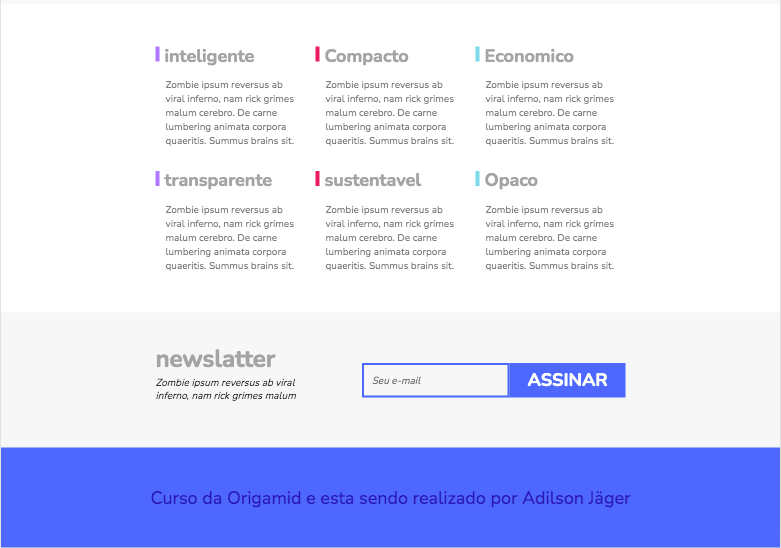 inteligente
Zombie ipsum reversus ab
viral inferno, nam rick grimes
malum cerebro. De carne
lumbering animata corpora
quaeritis. Summus brains sit.
Compacto
Zombie ipsum reversus ab
viral inferno, nam rick grimes
malum cerebro. De carne
lumbering animata corpora
quaeritis. Summus brains sit.
Economico
Zombie ipsum reversus ab
viral inferno, nam rick grimes
malum cerebro. De carne
lumbering animata corpora
quaeritis. Summus brains sit.
transparente
Zombie ipsum reversus ab
viral inferno, nam rick grimes
malum cerebro. De carne
lumbering animata corpora
quaeritis. Summus brains sit.
sustentavel
Zombie ipsum reversus ab
viral inferno, nam rick grimes
malum cerebro. De carne
lumbering animata corpora
quaeritis. Summus brains sit.
Opaco
Zombie ipsum reversus ab
viral inferno, nam rick grimes
malum cerebro. De carne
lumbering animata corpora
quaeritis. Summus brains sit.
newslatter
Zombie ipsum reversus ab viral
inferno, nam rick grimes malum
Seu e-mail
ASSINAR
Curso da Origamid e esta sendo realizado por Adilson Jäger